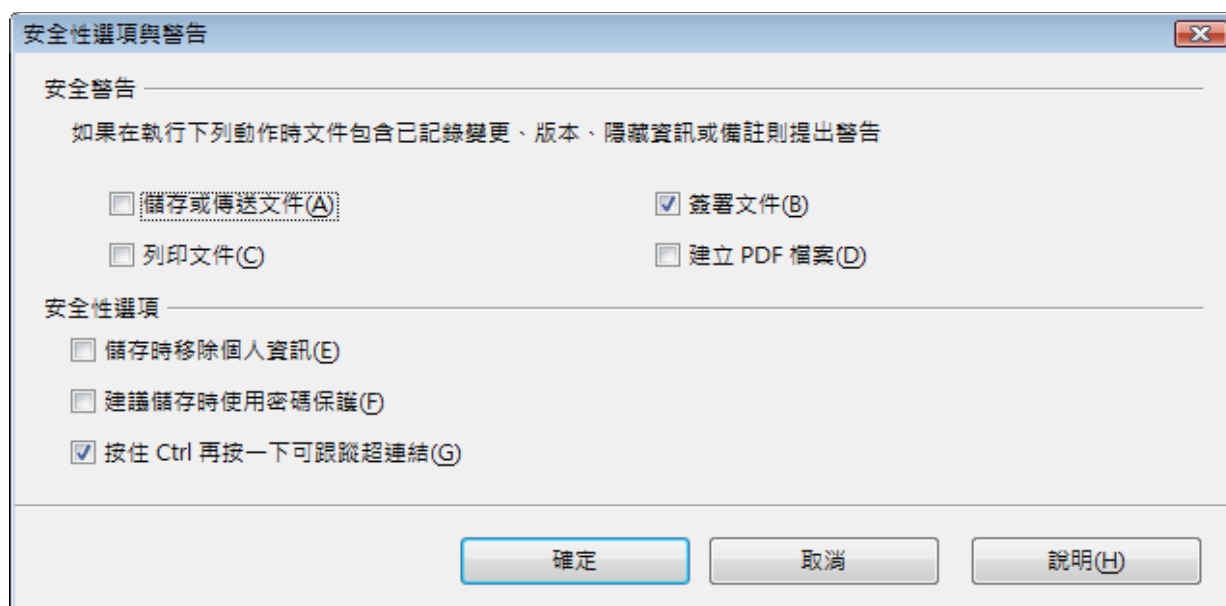 安全性選項與警告
安全警告
如果在執行下列動作時文件包含已記錄變更、版本、隱藏資訊或備註則提出警告
儲存或傳送文件(A) 簽署文件(B)
列印文件(C) 建立 PDF 檔案(D)
安全性選項
儲存時移除個人資訊(E)
建議儲存時使用密碼保護(F)
按住 Ctrl 再按一下可跟蹤超連結(G)
確定 取消 說明(H)